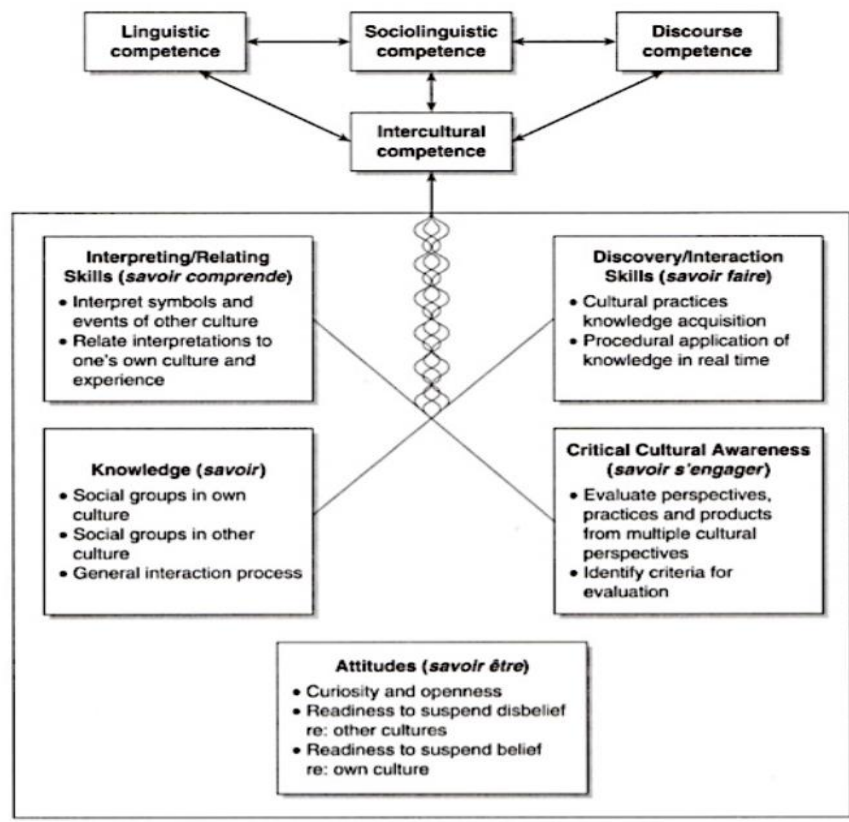 Linguistic
competence
Sociolinguistic
competence
Discourse
competence
Intercultural
competence
Interpreting/Relating
Skills (savoir comprende)
• Interpret symbols and
events of other culture
• Relate interpretations to
one's own culture and
experience
Discovery/Interaction
Skills (savoir faire)
• Cultural practices
knowledge acquisition
• Procedural application of
knowledge in real time
Knowledge (savoir)
• Social groups in own
culture
• Social groups in other
culture
• General interaction process
Critical Cultural Awareness
(savoir s'engager)
• Evaluate perspectives,
practices and products
from multiple cultural
perspectives
• Identify criteria for
evaluation
Attitudes (savoir être)
• Curiosity and openness
• Readiness to suspend disbelief
re: other cultures
• Readiness to suspend belief
re: own culture